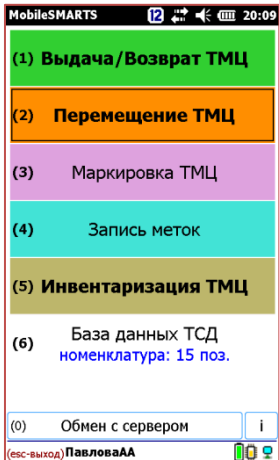 MobileSMARTS 12 20:09
(1) Выдача/Возврат ТМЦ
(2) Перемещение ТМЦ
(3) Маркировка ТМЦ
(4) Запись меток
(5) Инвентаризация ТМЦ
(6) База данных ТСД
номенклатура: 15 поз.
(0) Обмен с сервером i
(esc-выход) ПавловаАА